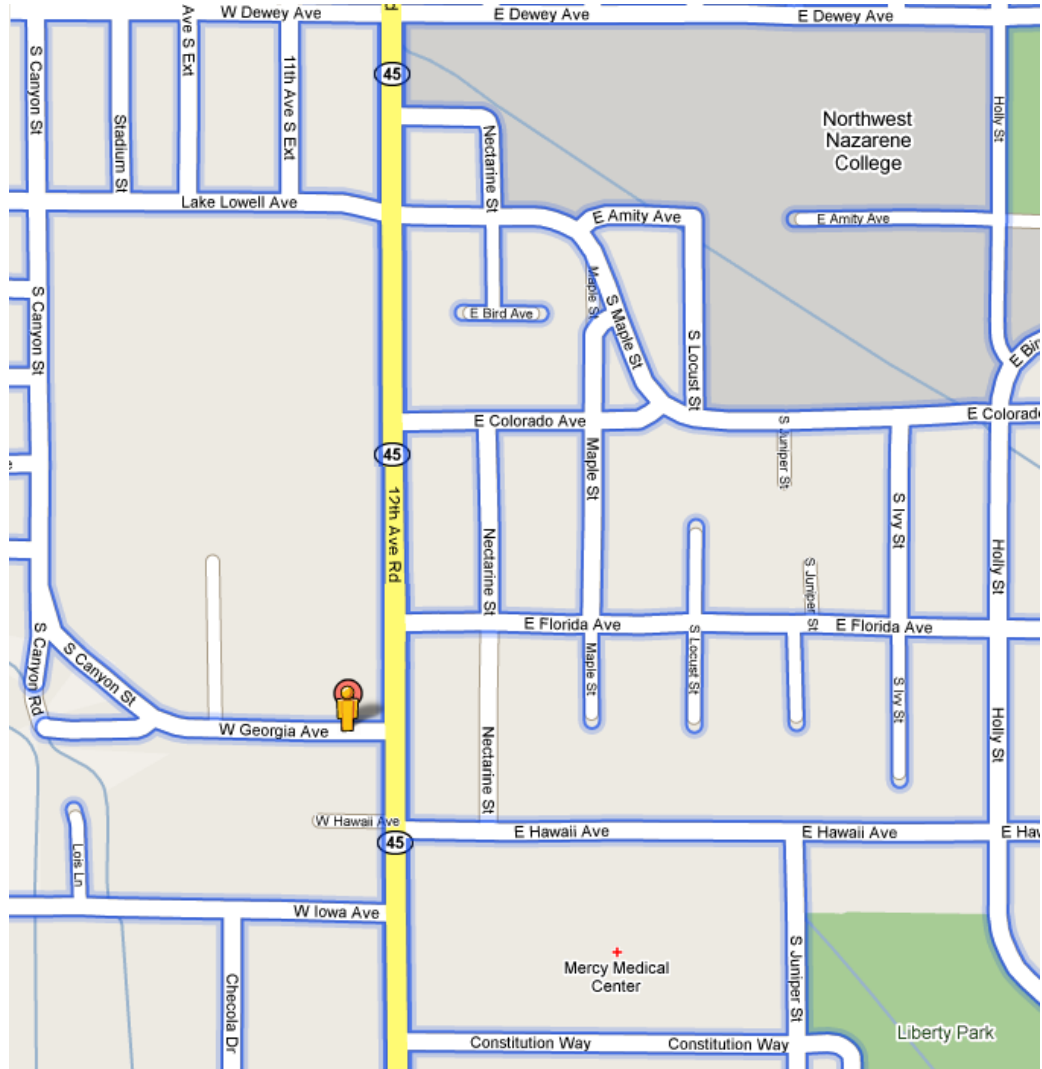 W Dewey Ave
E Dewey Ave
E Dewey Ave
S Canyon St
Ave S Ext
11th Ave S Ext
Stadium St
45
Nectarine St
Northwest
Nazarene
College
Holly St
Lake Lowell Ave
E Amity Ave
E Amity Ave
S Canyon St
Maple St
S Maple St
E Bird Ave
S Locust St
E Colorado Ave
45
12th Ave Rd
Maple St
Nectarine St
S Juniper St
S Ivy St
Holly St
S Juniper St
E Florida Ave
E Florida Ave
S Canyon Rd
S Canyon St
Maple St
S Locust St
S Ivy St
Holly St
W Georgia Ave
Nectarine St
W Hawaii Ave
E Hawaii Ave
E Hawaii Ave
45
Lois Ln
W Iowa Ave
Checola Dr
Mercy Medical
Center
S Juniper St
Liberty Park
Constitution Way
Constitution Way